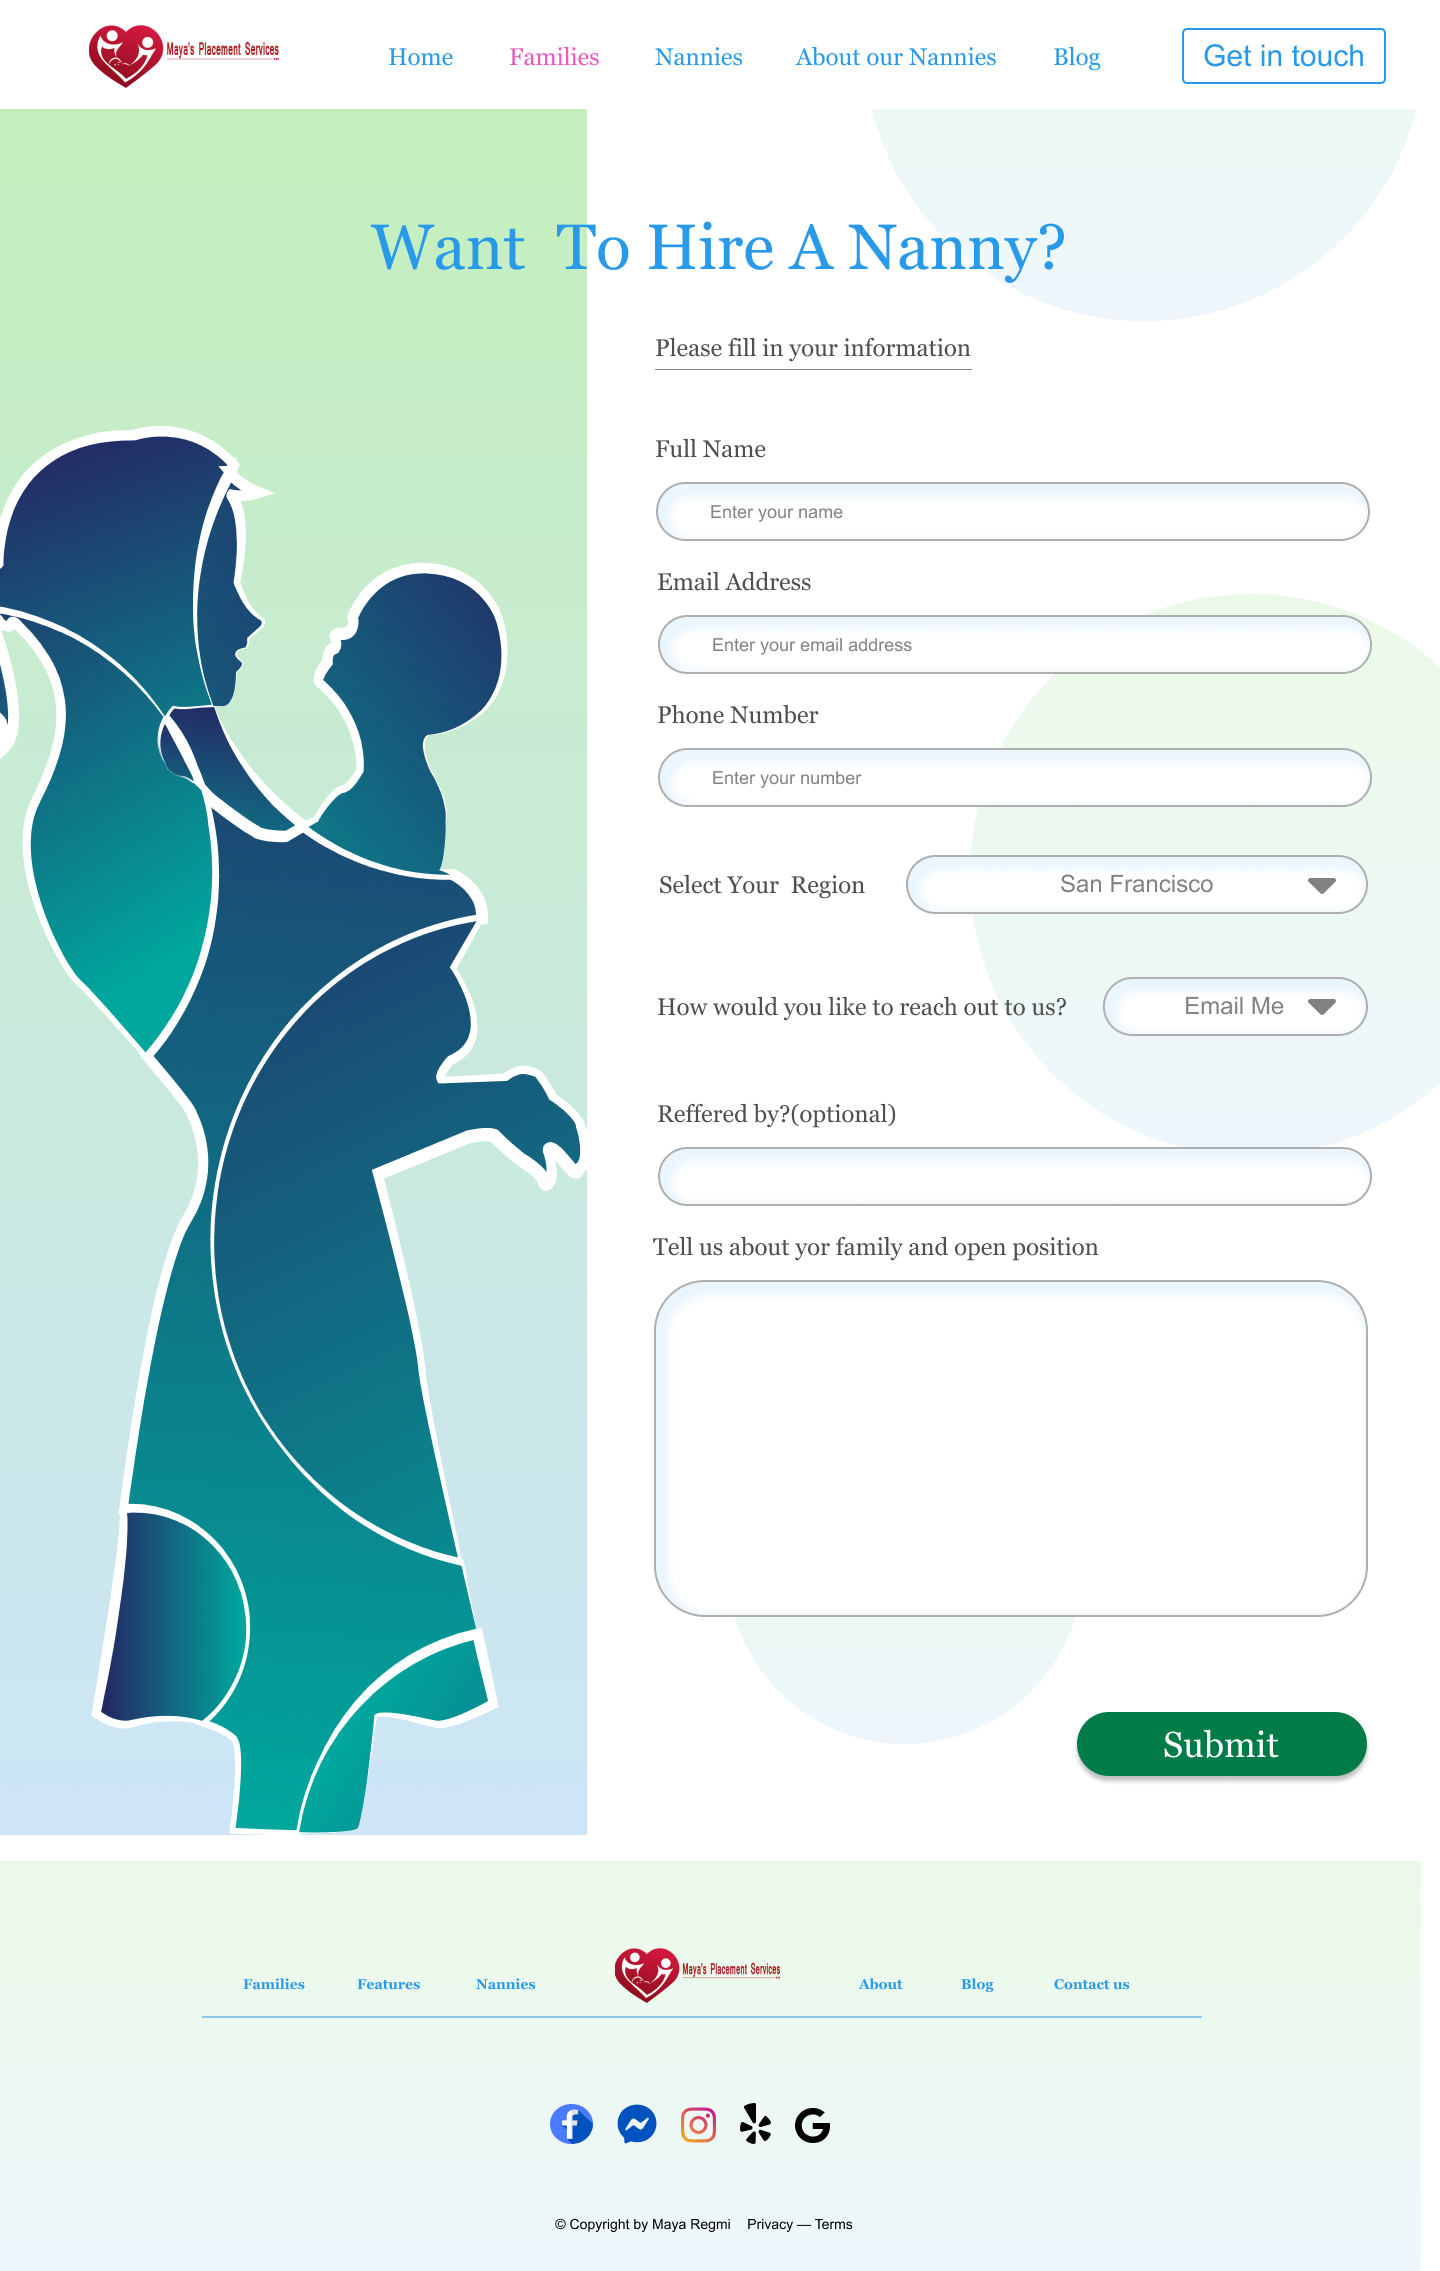 Maya's Placement Services
Home Families Nannies About our Nannies Blog Get in touch
Want To Hire A Nanny?
Please fill in your information
Full Name
Enter your name
Email Address
Enter your email address
Phone Number
Enter your number
Select Your Region San Francisco
How would you like to reach out to us? Email Me
Reffered by?(optional)
Tell us about yor family and open position
Submit
Families Features Nannies Maya's Placement Services About Blog Contact us
© Copyright by Maya Regmi Privacy — Terms